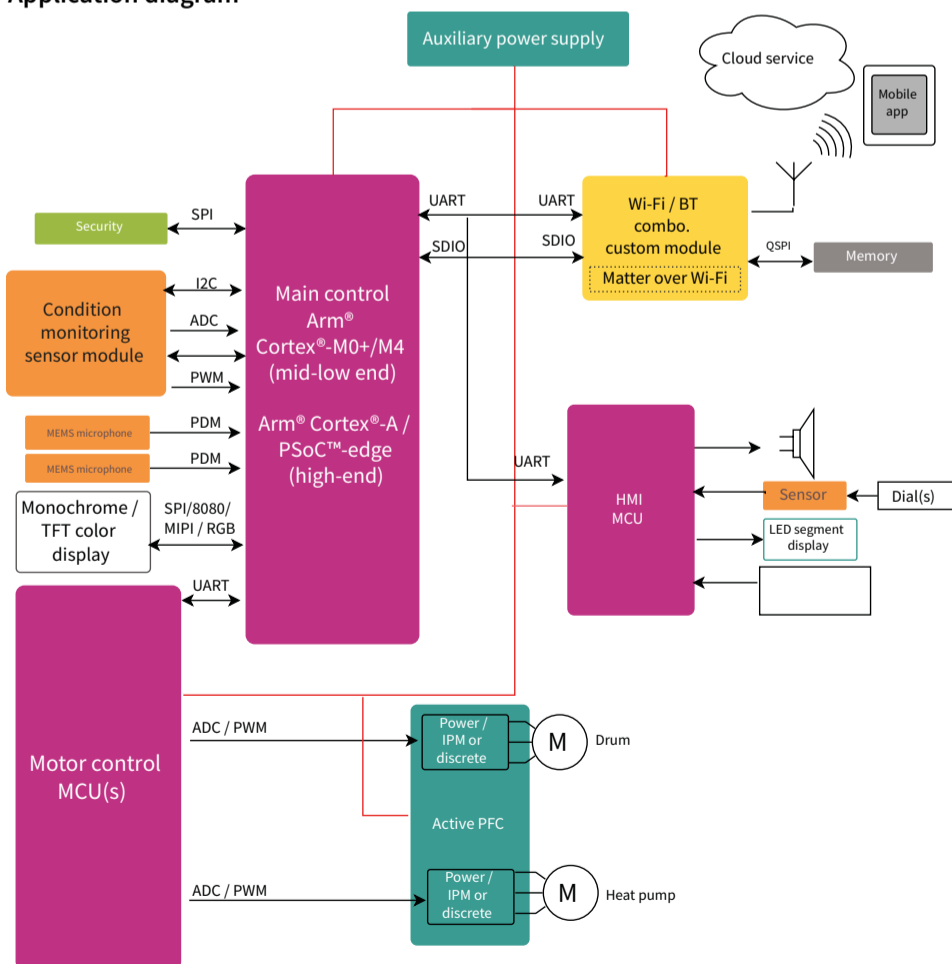 Application diagram
Auxiliary power supply
Cloud service
Mobile
app
Security
SPI
UART
UART
SDIO
SDIO
Wi-Fi / BT
combo.
custom module
Matter over Wi-Fi
QSPI
Memory
Condition
monitoring
sensor module
I2C
ADC
PWM
Main control
Arm®
Cortex®-M0+/M4
(mid-low end)
Arm® Cortex®-A /
PSoC™-edge
(high-end)
MEMS microphone
PDM
MEMS microphone
PDM
Monochrome /
TFT color
display
SPI/8080/
MIPI / RGB
UART
UART
HMI
MCU
Sensor
Dial(s)
LED segment
display
Motor control
MCU(s)
ADC / PWM
Power /
IPM or
discrete
M
Drum
Active PFC
ADC / PWM
Power /
IPM or
discrete
M
Heat pump